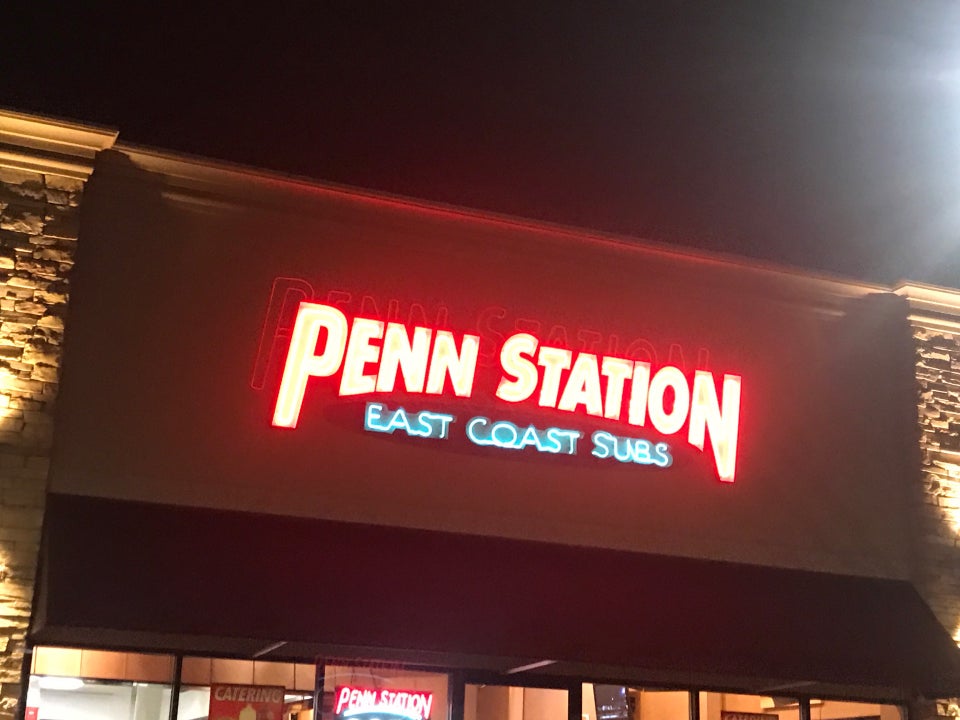 PENN STATION
EAST COAST SUBS
CATERING
PENN STATION